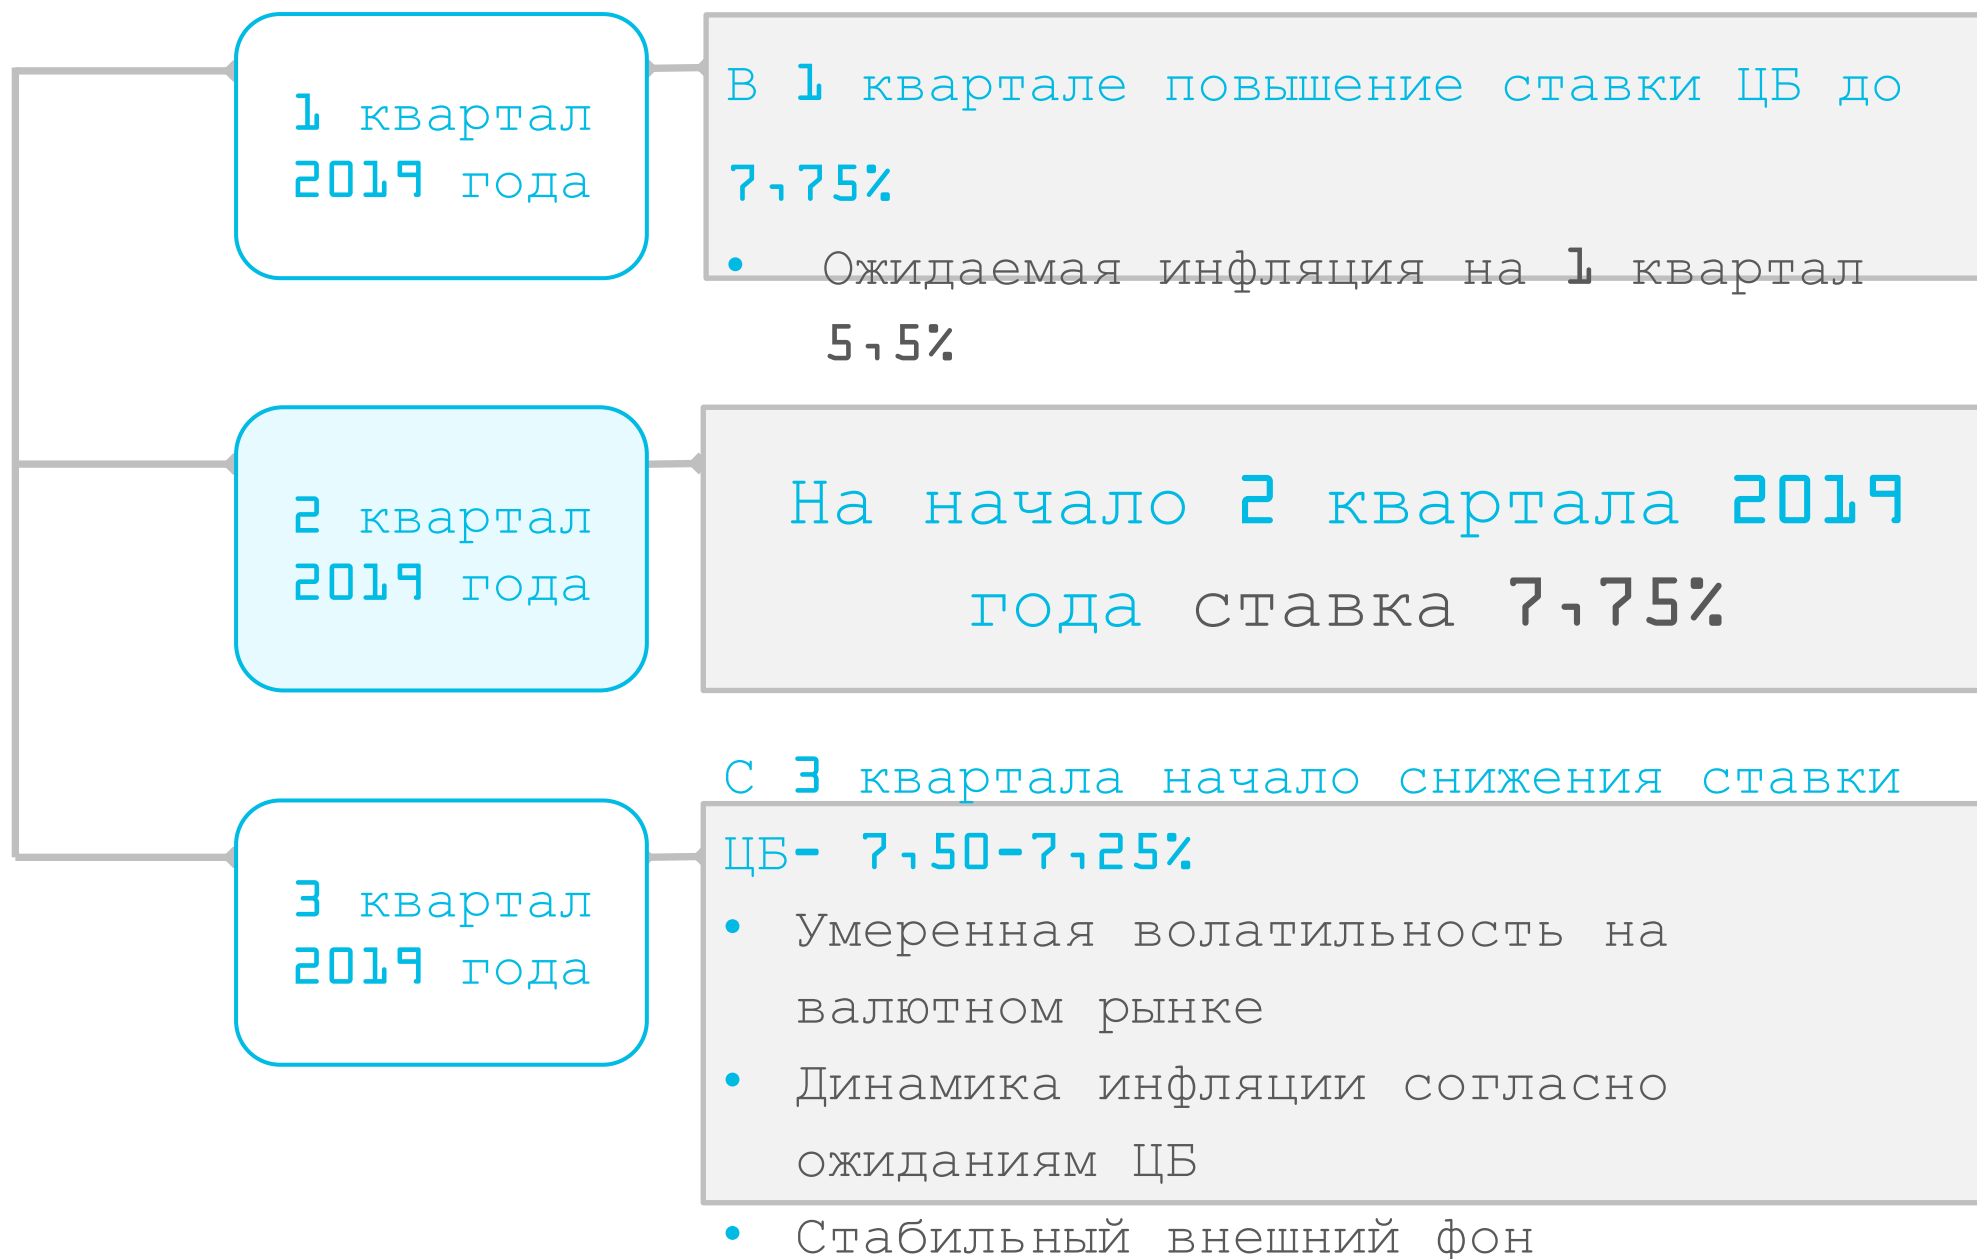 1 квартал
2019 года
В 1 квартале повышение ставки ЦБ до
7,75%
• Ожидаемая инфляция на 1 квартал
5,5%
2 квартал
2019 года
На начало 2 квартала 2019
года ставка 7,75%
3 квартал
2019 года
С 3 квартала начало снижения ставки
ЦБ- 7,50-7,25%
• Умеренная волатильность на
валютном рынке
• Динамика инфляции согласно
ожиданиям ЦБ
• Стабильный внешний фон